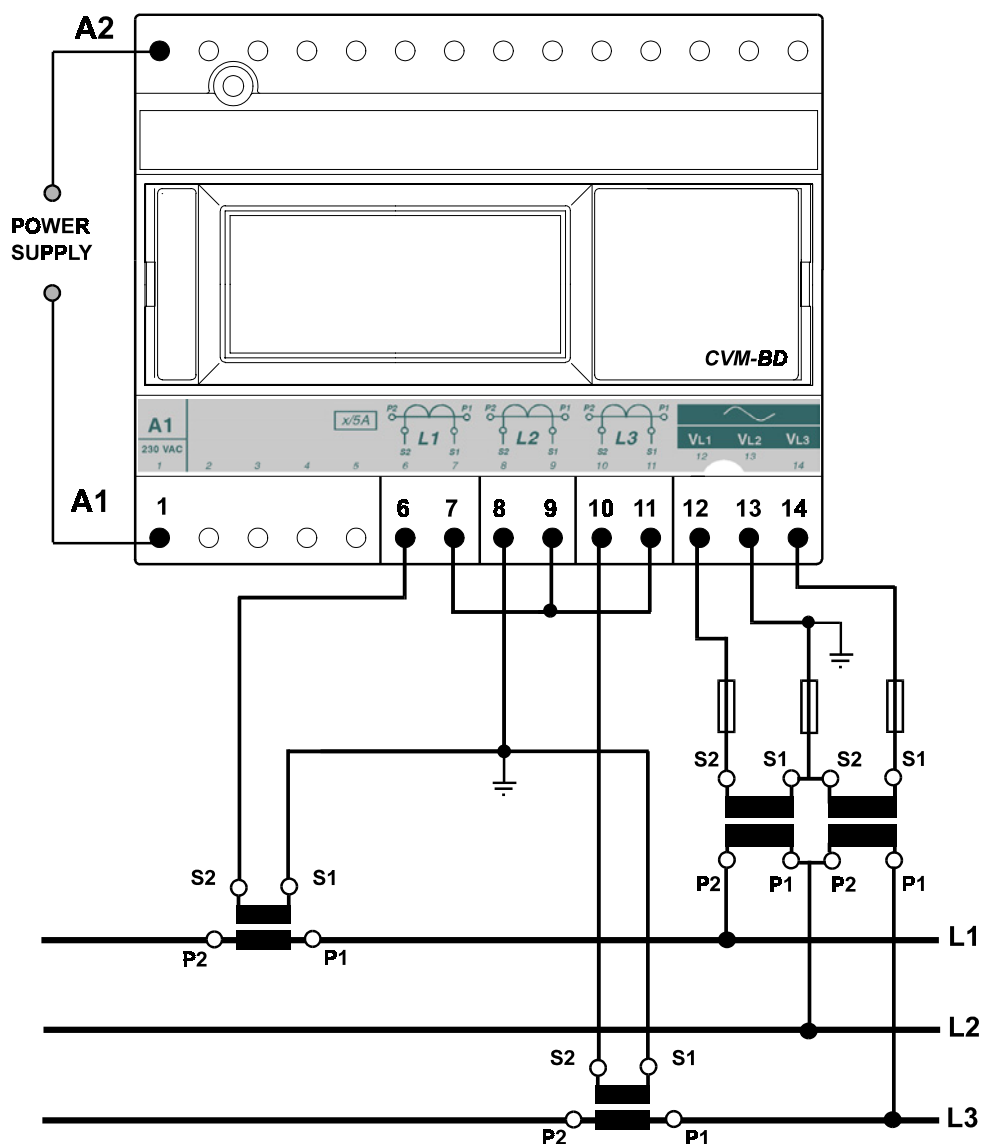 A2
POWER
SUPPLY
CVM-BD
A1
230 VAC
x/5A
P2 P1 P2 P1 P2 P1
L1 L2 L3
S2 S1 S2 S1 S2 S1
VL1 VL2 VL3
1 2 3 4 5 6 7 8 9 10 11 12 13 14
A1
1 6 7 8 9 10 11 12 13 14
S2 S1 S2 S1
P2 P1 P2 P1
S2 S1
P2 P1
L1
L2
S2 S1
P2 P1
L3